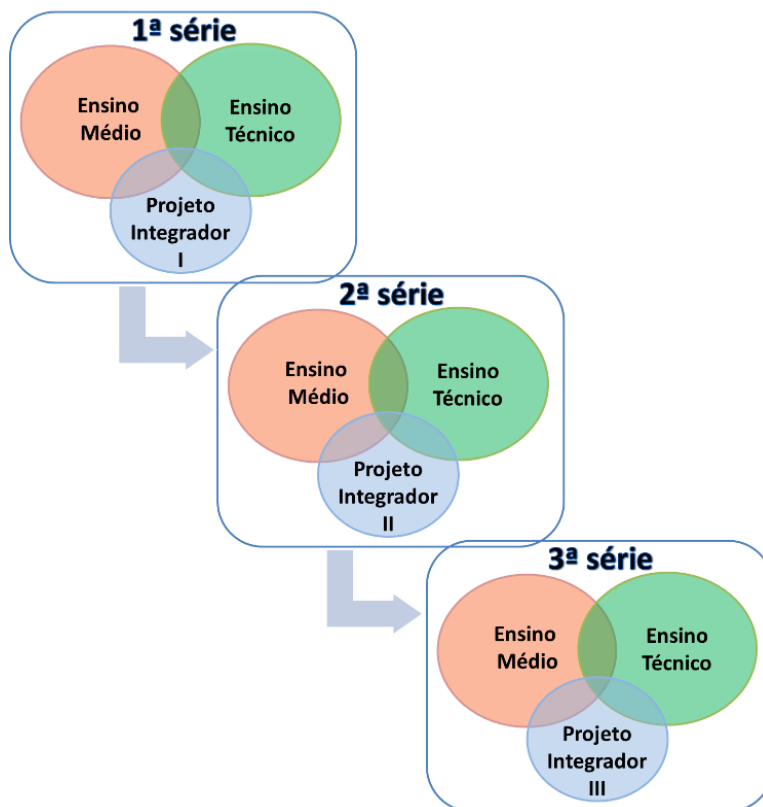 1ª série
Ensino
Médio
Ensino
Técnico
Projeto
Integrador
I
2ª série
Ensino
Médio
Ensino
Técnico
Projeto
Integrador
II
3ª série
Ensino
Médio
Ensino
Técnico
Projeto
Integrador
III